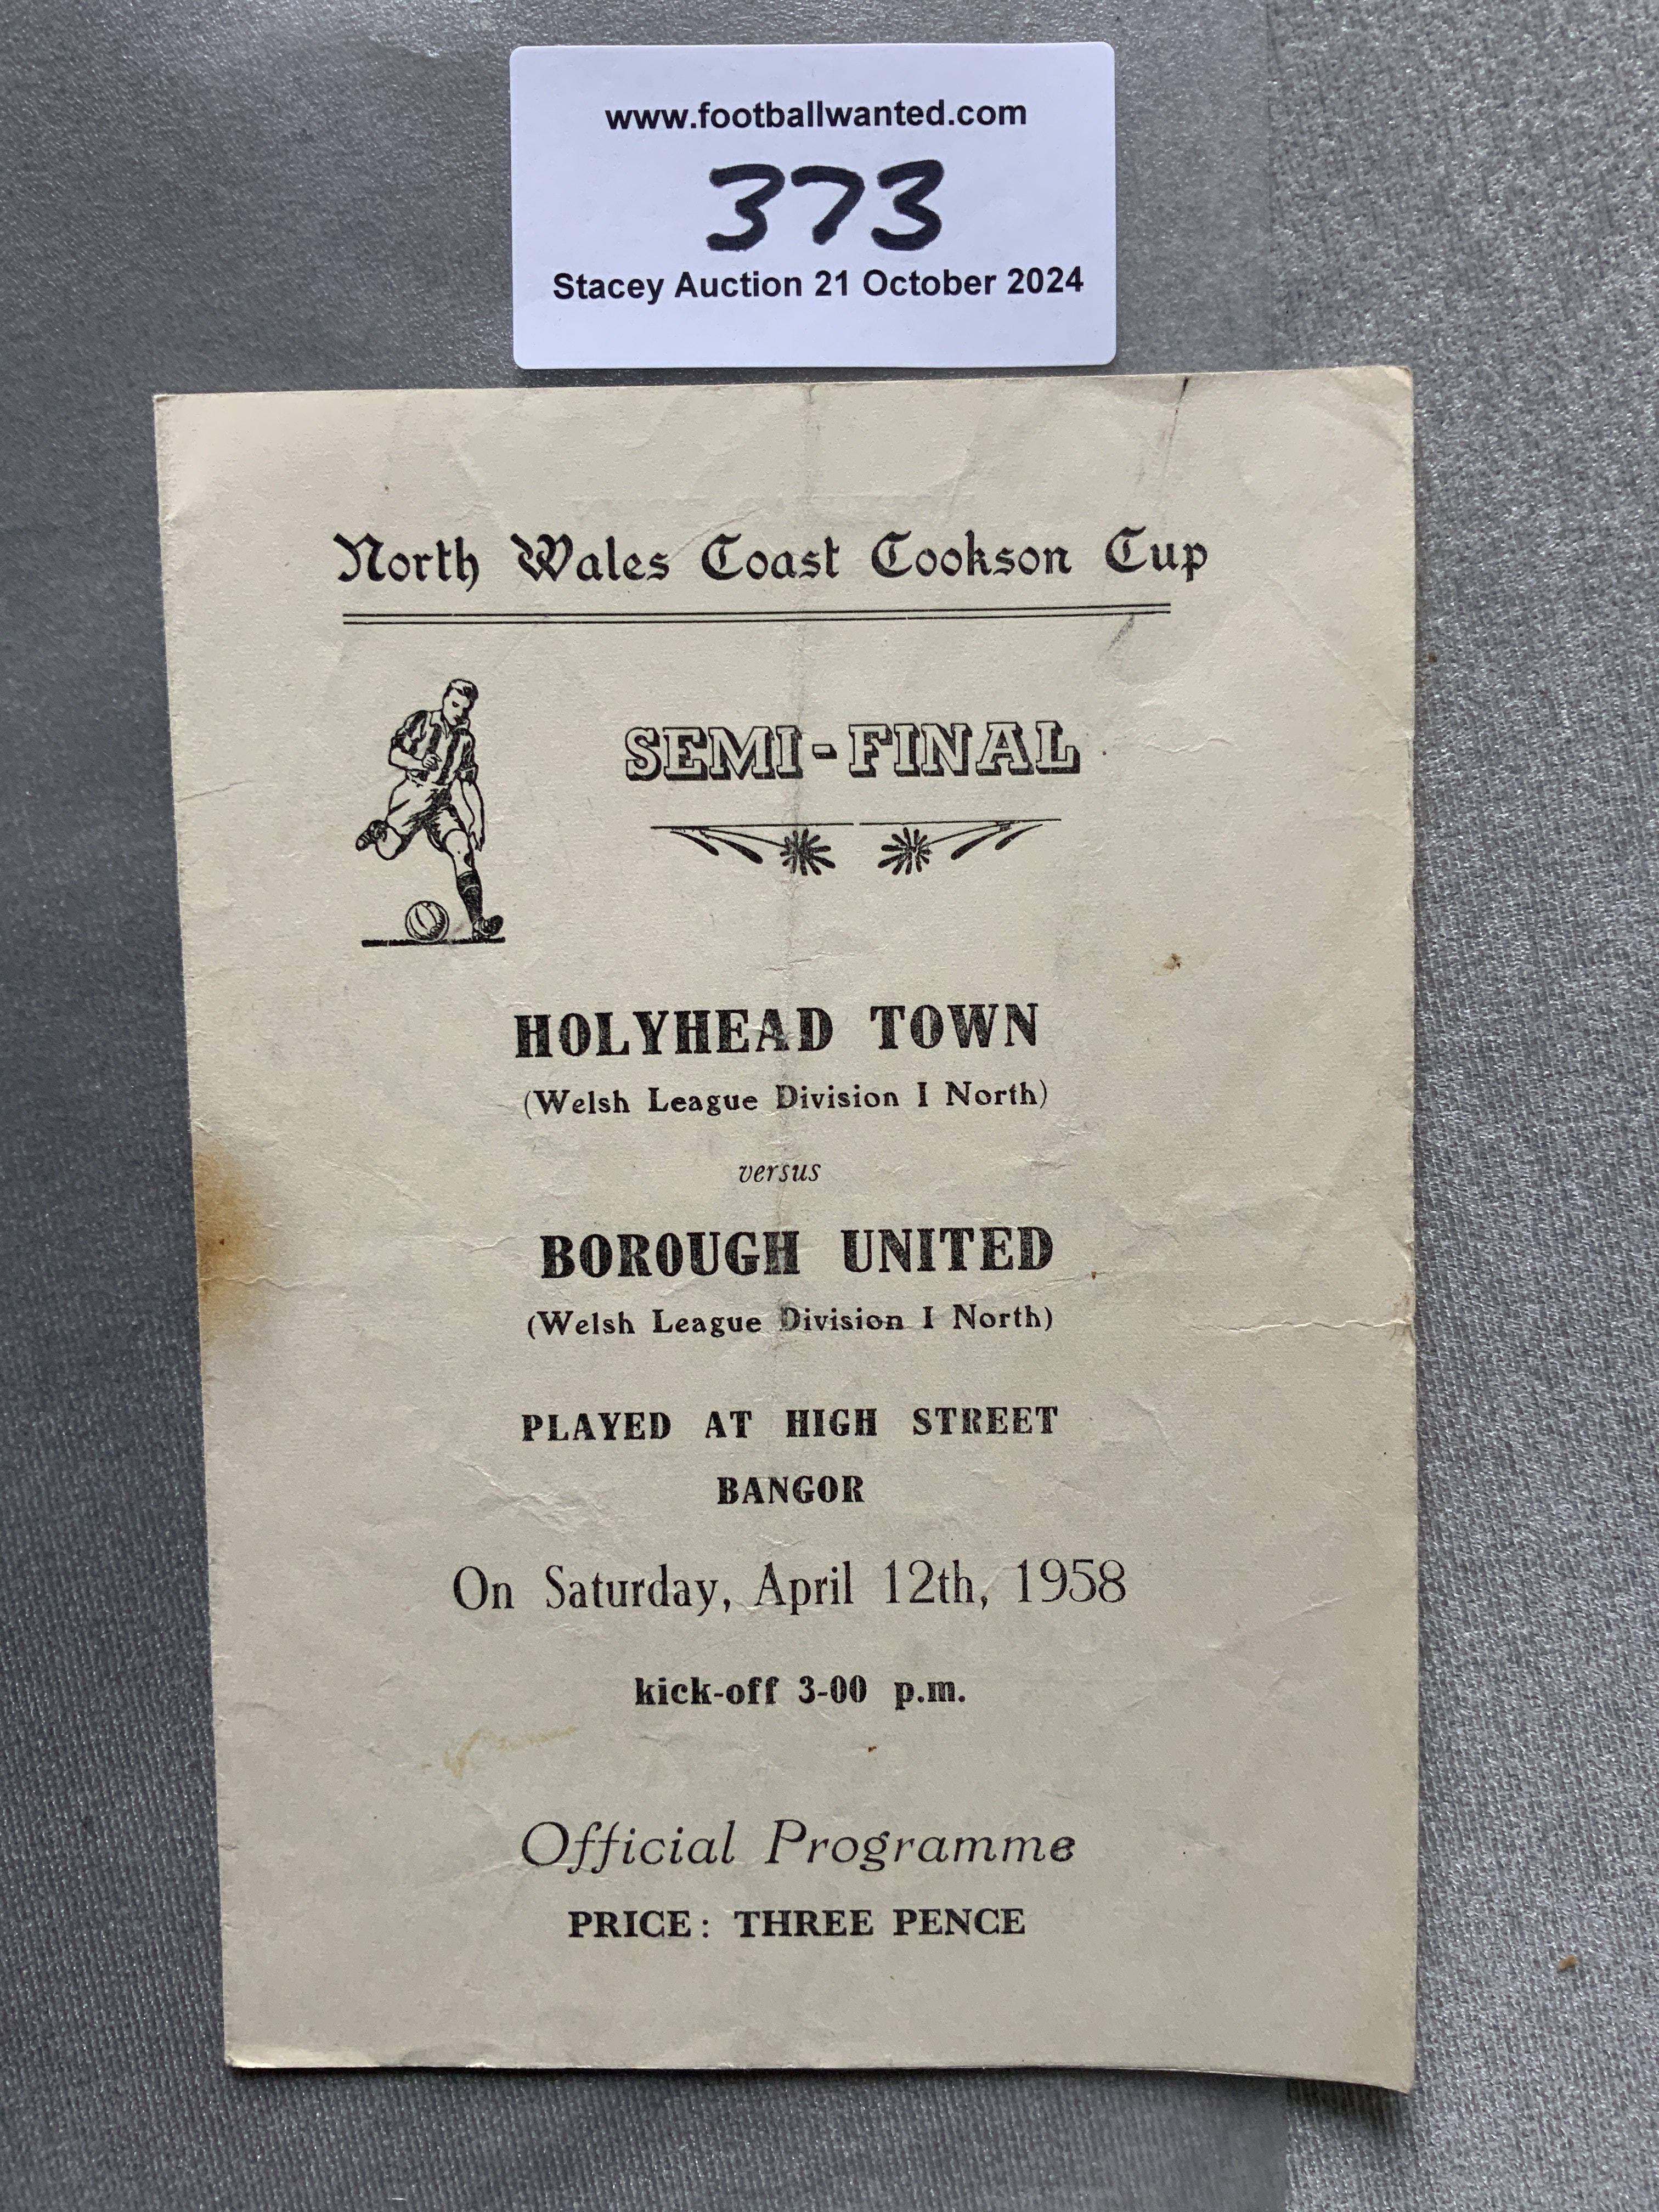 www.footballwanted.com
373
Stacey Auction 21 October 2024
North Wales Coast Cookson Cup
SEMI-FINAL
HOLYHEAD TOWN
(Welsh League Division I North)
versus
BOROUGH UNITED
(Welsh League Division I North)
PLAYED AT HIGH STREET
BANGOR
On Saturday, April 12th, 1958
kick-off 3-00 p.m.
Official Programme
PRICE: THREE PENCE